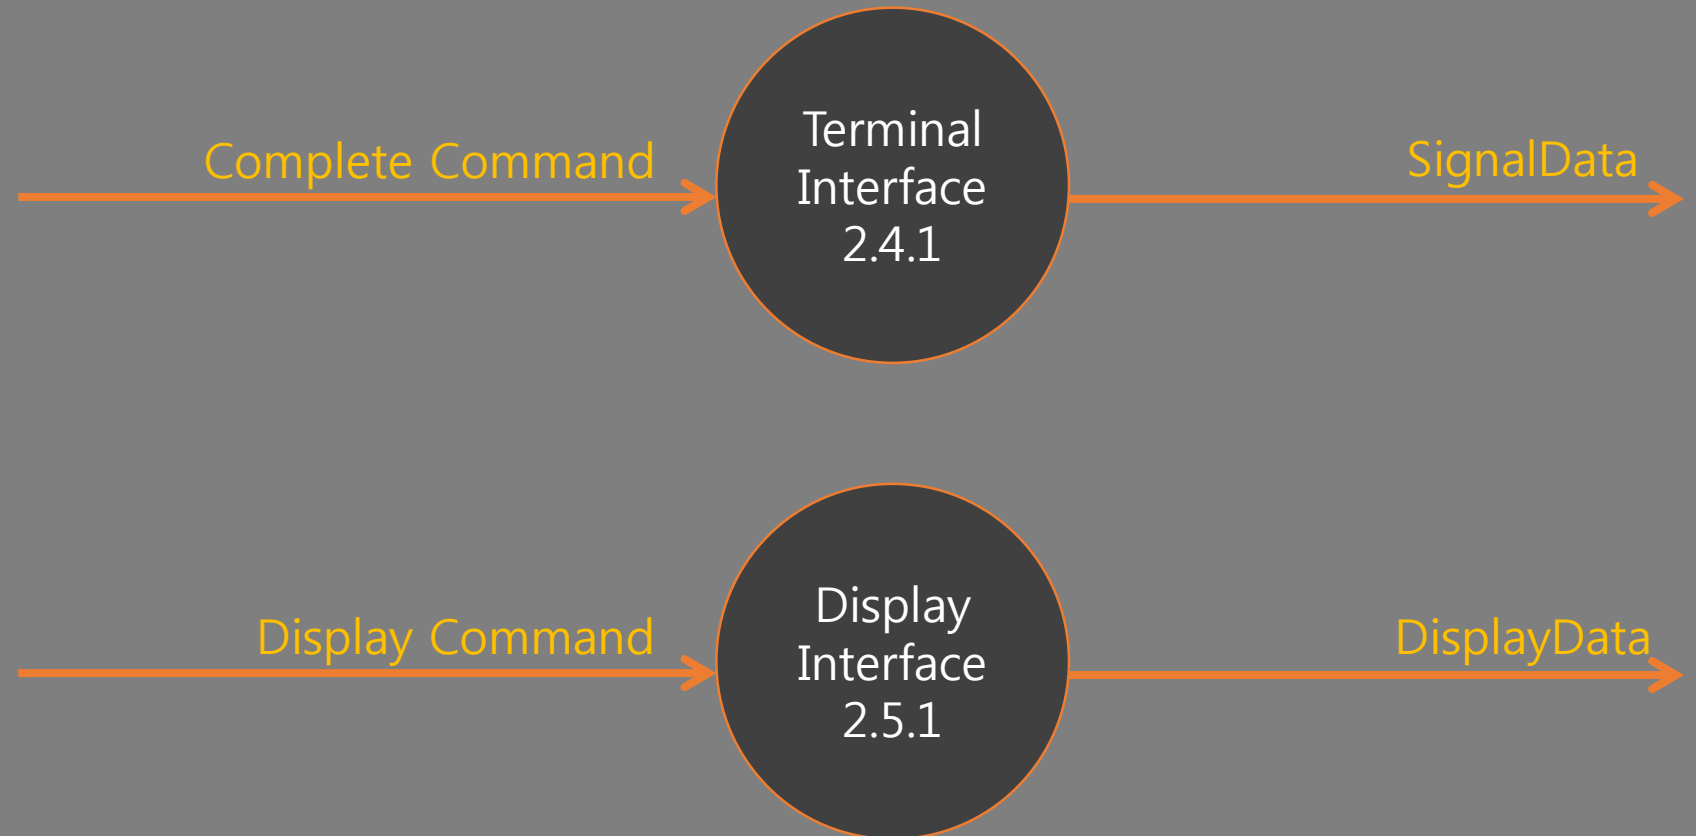 Complete Command
Terminal
Interface
2.4.1
SignalData
Display Command
Display
Interface
2.5.1
DisplayData